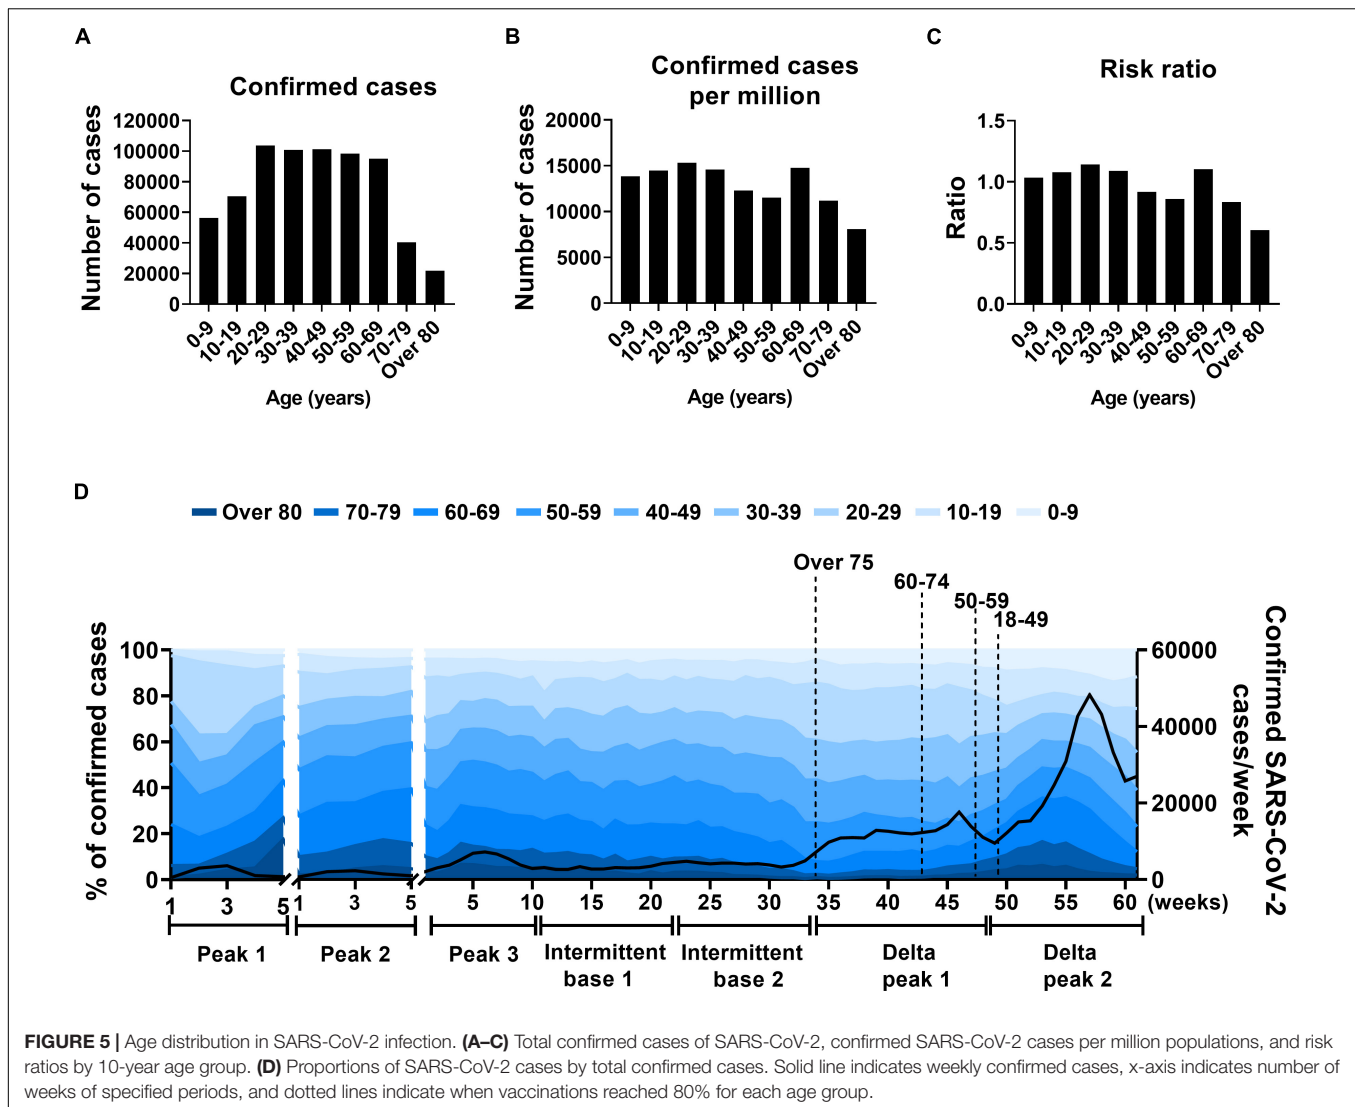 A
Confirmed cases
Number of cases
120000
100000
80000
60000
40000
20000
0
0-9
10-19
20-29
30-39
40-49
50-59
60-69
70-79
Over 80
Age (years)
B
Confirmed cases
per million
Number of cases
20000
15000
10000
5000
0
0-9
10-19
20-29
30-39
40-49
50-59
60-69
70-79
Over 80
Age (years)
C
Risk ratio
Ratio
1.5
1.0
0.5
0.0
0-9
10-19
20-29
30-39
40-49
50-59
60-69
70-79
Over 80
Age (years)
D
Over 80 70-79 60-69 50-59 40-49 30-39 20-29 10-19 0-9
Over 75
60-74
50-59
18-49
% of confirmed cases
100
80
60
40
20
0
60000
40000
20000
0
Confirmed SARS-CoV-2
cases/week
1 3 5 1 3 5 5 10 15 20 25 30 35 40 45 50 55 60 (weeks)
Peak 1
Peak 2
Peak 3
Intermittent
base 1
Intermittent
base 2
Delta
peak 1
Delta
peak 2
FIGURE 5 | Age distribution in SARS-CoV-2 infection. (A–C) Total confirmed cases of SARS-CoV-2, confirmed SARS-CoV-2 cases per million populations, and risk
ratios by 10-year age group. (D) Proportions of SARS-CoV-2 cases by total confirmed cases. Solid line indicates weekly confirmed cases, x-axis indicates number of
weeks of specified periods, and dotted lines indicate when vaccinations reached 80% for each age group.